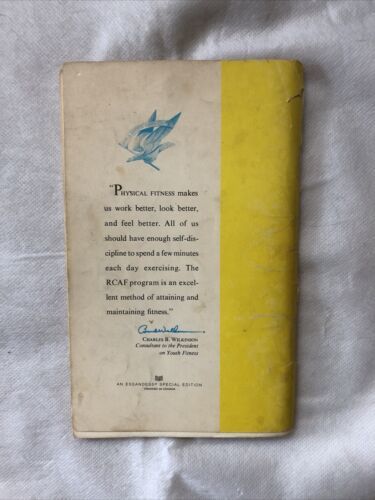 "PHYSICAL FITNESS makes
us work better, look better,
and feel better. All of us
should have enough self-dis-
cipline to spend a few minutes
each day exercising. The
RCAF program is an excel-
lent method of attaining and
maintaining fitness."
CHARLES B. WILKINSON
Consultant to the President
on Youth Fitness
AN ESSANDESS® SPECIAL EDITION